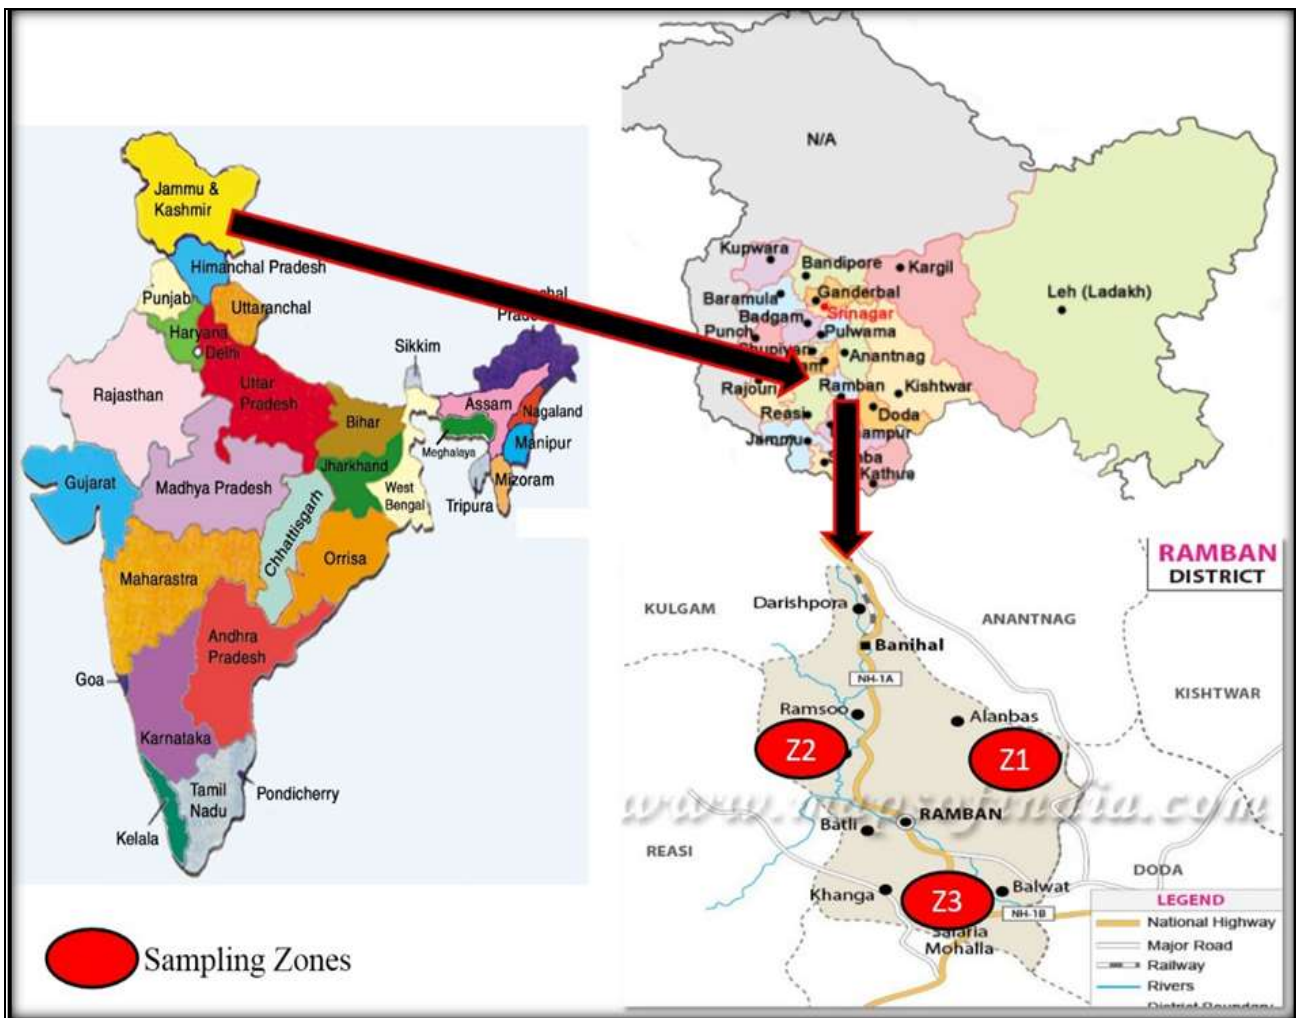 Jammu &
Kashmir
Himanchal Pradesh
Punjab
Uttaranchal
Haryana
Delhi
Rajasthan
Uttar
Pradesh
Sikkim
Bihar
Assam
Nagaland
Meghalaya
Manipur
Jharkhand
Gujarat
Madhya Pradesh
West
Bengal
Tripura
Mizoram
Chhattisgarh
Orrisa
Maharastra
Andhra
Pradesh
Goa
Karnataka
Tamil
Nadu
Pondicherry
Kelala
Sampling Zones
N/A
Kupwara
Bandipore
Kargil
Baramula
Ganderbal
Leh (Ladakh)
Badgam
Srinagar
Punch
Pulwama
Anantnag
Rajouri
Ramban
Kishtwar
Reasi
Doda
Jammu
Kathua
RAMBAN
DISTRICT
KULGAM
Darishpora
ANANTNAG
Banihal
NH-1A
KISHTWAR
Ramsoo
Alanbas
Z2
Z1
www.mapsofindia.com
RAMBAN
Batli
REASI
DODA
Khanga
Z3
Balwat
NH-1B
Mohalla
LEGEND
National Highway
Major Road
Railway
Rivers